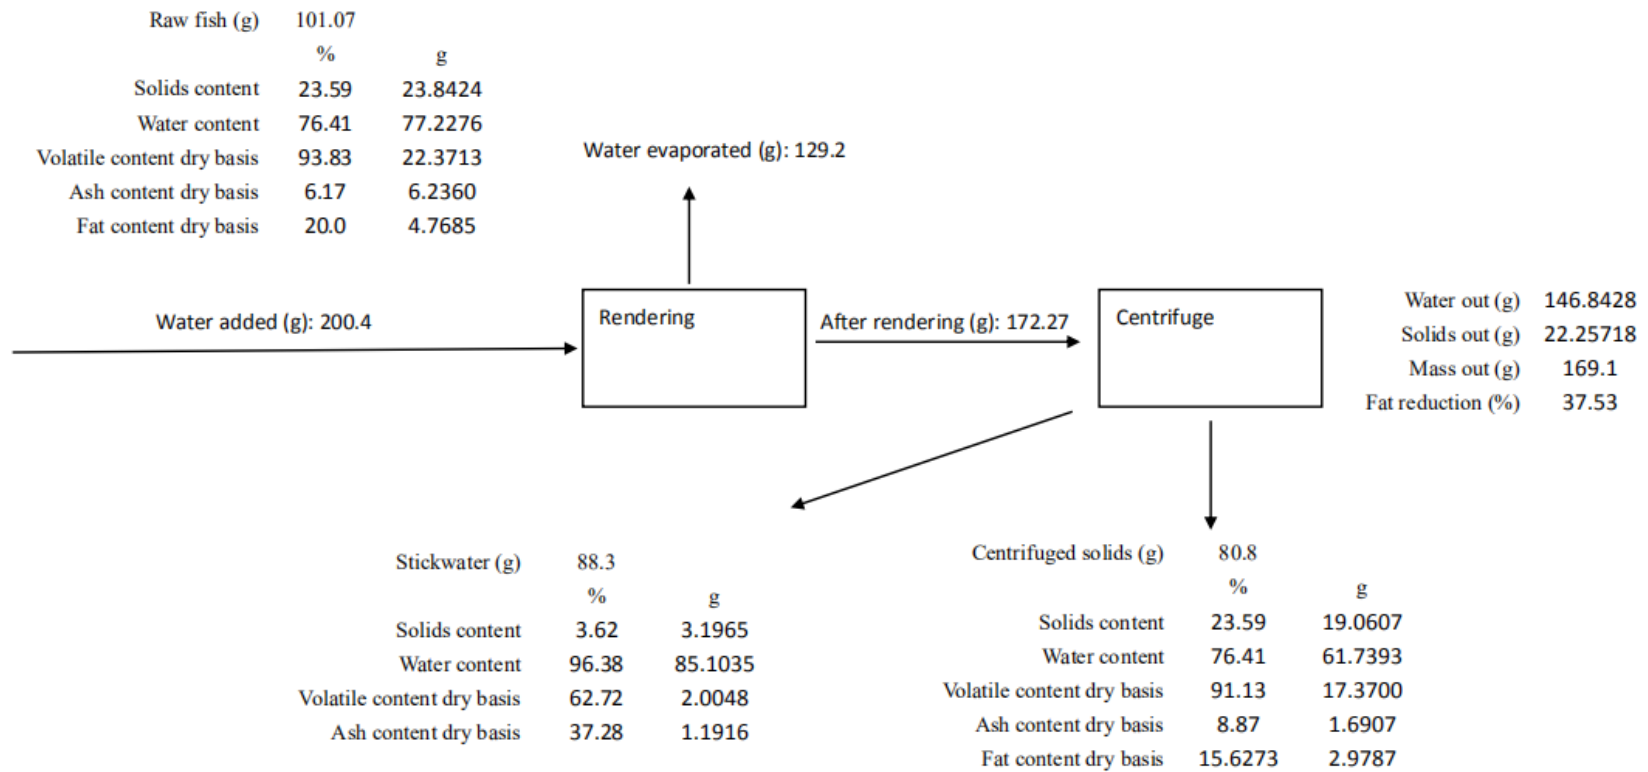 Raw fish (g) 101.07
% g
Solids content 23.59 23.8424
Water content 76.41 77.2276
Volatile content dry basis 93.83 22.3713
Ash content dry basis 6.17 6.2360
Fat content dry basis 20.0 4.7685
Water evaporated (g): 129.2
Water added (g): 200.4
Rendering
After rendering (g): 172.27
Centrifuge
Water out (g) 146.8428
Solids out (g) 22.25718
Mass out (g) 169.1
Fat reduction (%) 37.53
Stickwater (g) 88.3
% g
Solids content 3.62 3.1965
Water content 96.38 85.1035
Volatile content dry basis 62.72 2.0048
Ash content dry basis 37.28 1.1916
Centrifuged solids (g) 80.8
% g
Solids content 23.59 19.0607
Water content 76.41 61.7393
Volatile content dry basis 91.13 17.3700
Ash content dry basis 8.87 1.6907
Fat content dry basis 15.6273 2.9787